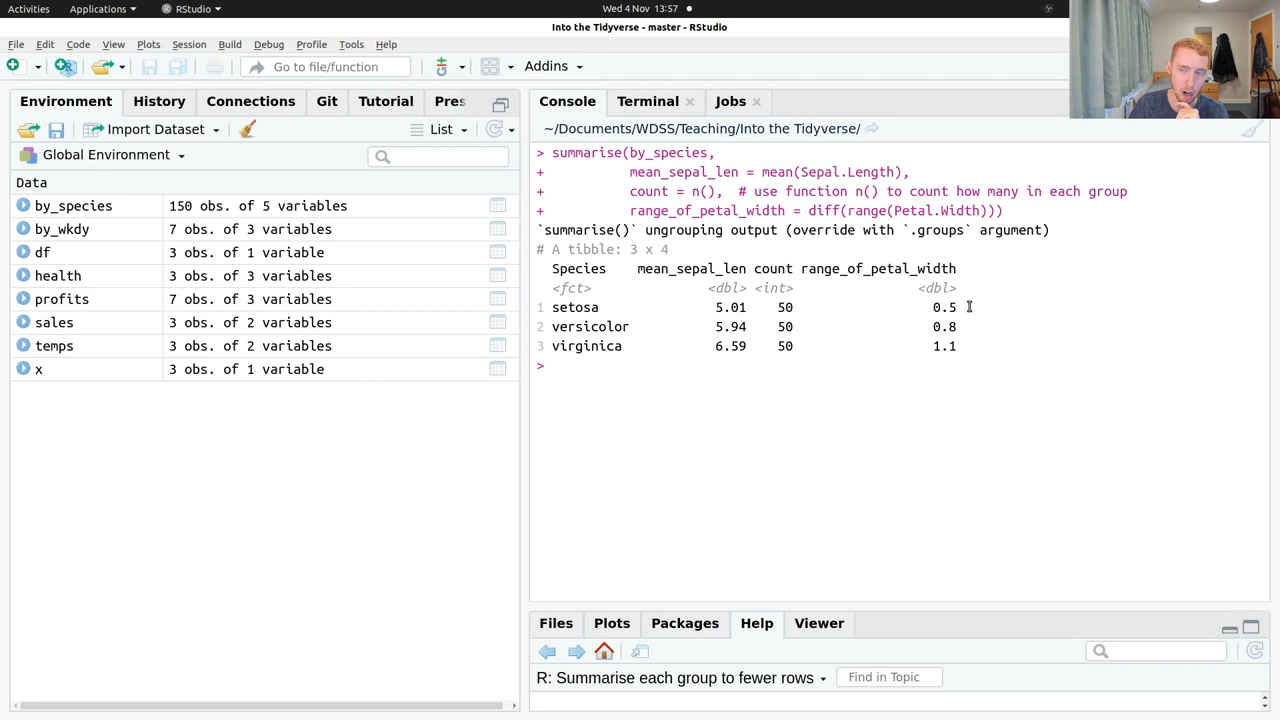 Activities Applications RStudio Wed 4 Nov 13:57
Into the Tidyverse - master - RStudio
File Edit Code View Plots Session Build Debug Profile Tools Help
Go to file/function Addins
Environment History Connections Git Tutorial Pres
Import Dataset List
Global Environment
Data
by_species 150 obs. of 5 variables
by_wkdy 7 obs. of 3 variables
df 3 obs. of 1 variable
health 3 obs. of 3 variables
profits 7 obs. of 3 variables
sales 3 obs. of 2 variables
temps 3 obs. of 2 variables
x 3 obs. of 1 variable
Console Terminal Jobs
~/Documents/WDSS/Teaching/Into the Tidyverse/
> summarise(by_species,
+ mean_sepal_len = mean(Sepal.Length),
+ count = n(), # use function n() to count how many in each group
+ range_of_petal_width = diff(range(Petal.Width)))
`summarise()` ungrouping output (override with `.groups` argument)
# A tibble: 3 x 4
Species mean_sepal_len count range_of_petal_width
<fct> <dbl> <int> <dbl>
1 setosa 5.01 50 0.5
2 versicolor 5.94 50 0.8
3 virginica 6.59 50 1.1
>
Files Plots Packages Help Viewer
R: Summarise each group to fewer rows Find in Topic